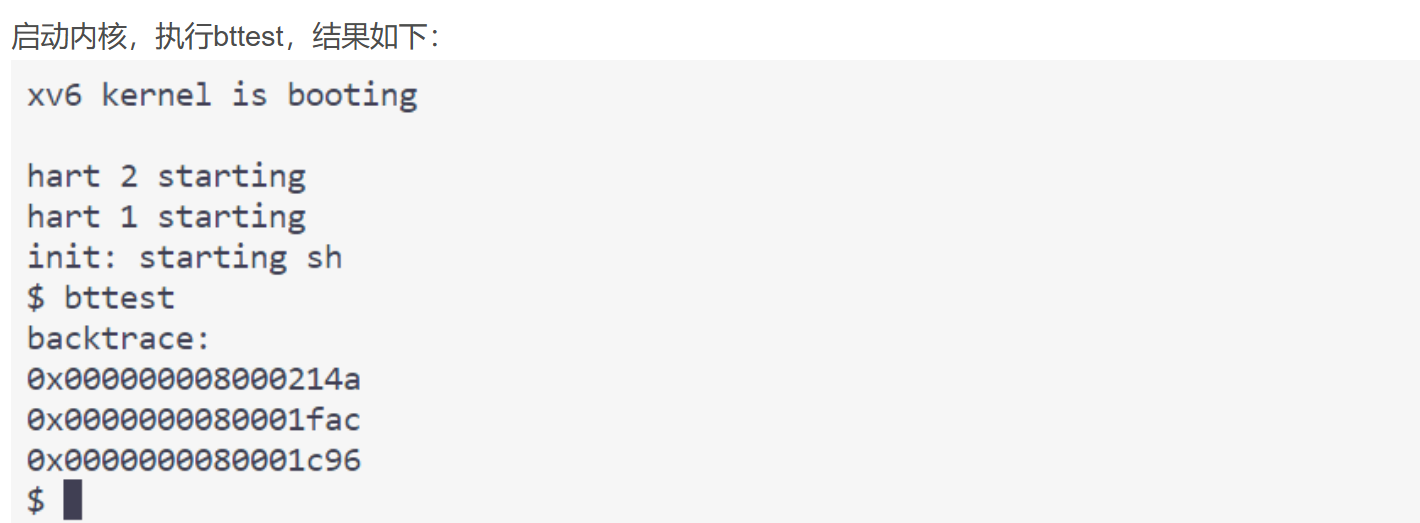 启动内核，执行bttest，结果如下：
xv6 kernel is booting
hart 2 starting
hart 1 starting
init: starting sh
$ bttest
backtrace:
0x000000008000214a
0x0000000080001fac
0x0000000080001c96
$